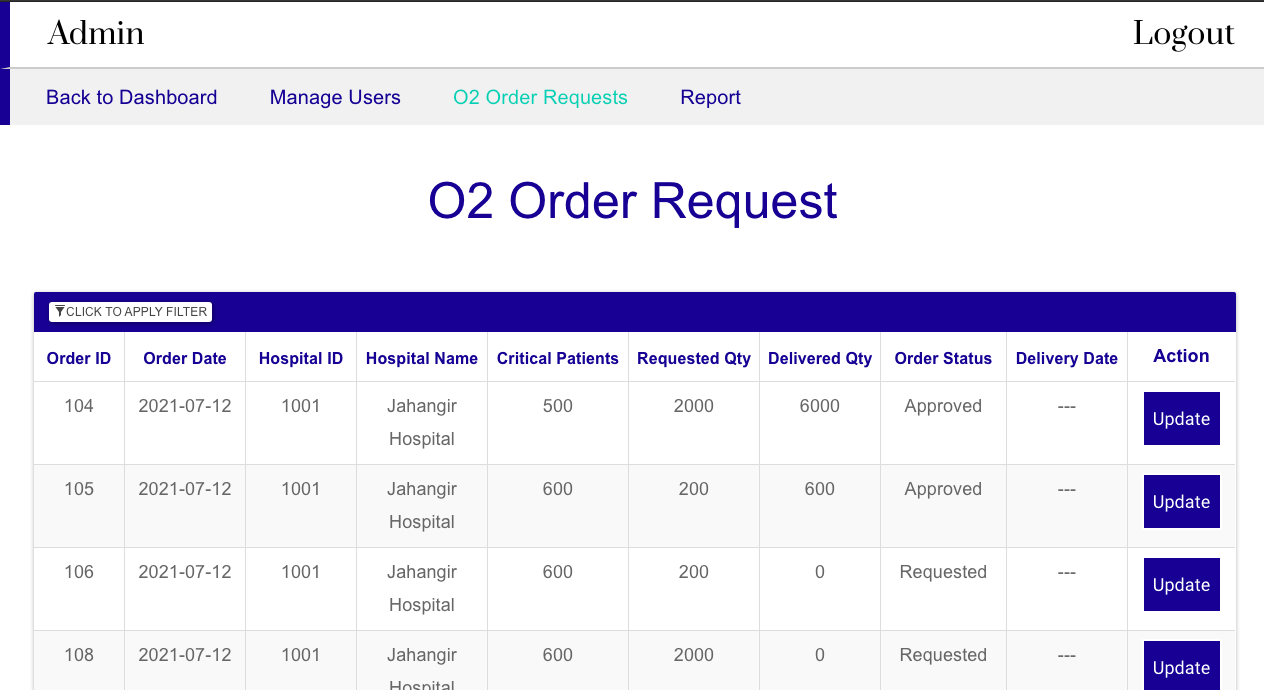 Admin Logout
Back to Dashboard Manage Users O2 Order Requests Report
O2 Order Request
CLICK TO APPLY FILTER
Order ID Order Date Hospital ID Hospital Name Critical Patients Requested Qty Delivered Qty Order Status Delivery Date Action
104 2021-07-12 1001 Jahangir 500 2000 6000 Approved --- Update
Hospital
105 2021-07-12 1001 Jahangir 600 200 600 Approved --- Update
Hospital
106 2021-07-12 1001 Jahangir 600 200 0 Requested --- Update
Hospital
108 2021-07-12 1001 Jahangir 600 2000 0 Requested --- Update
Hospital